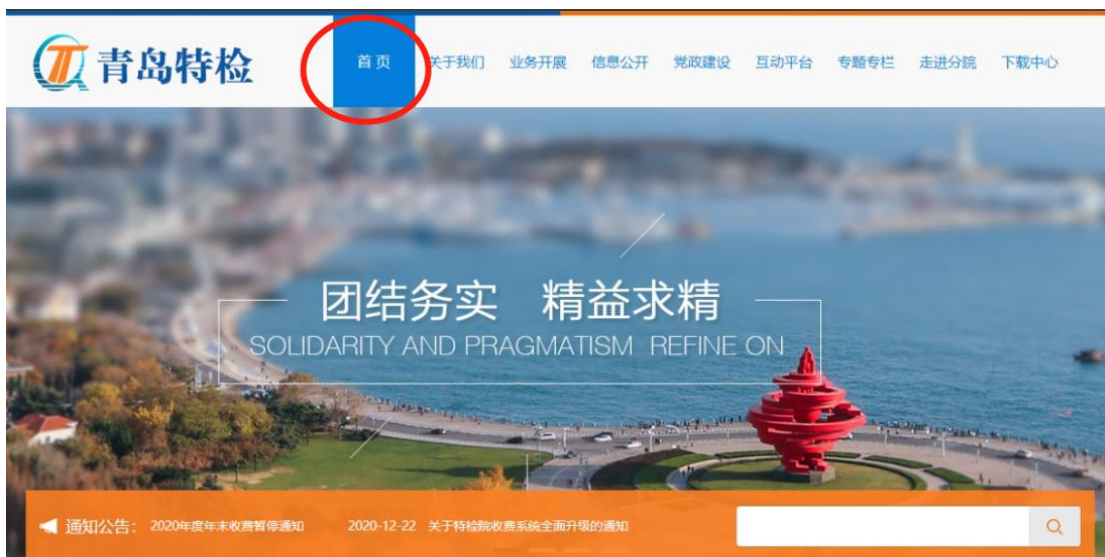 青岛特检
首页 关于我们 业务开展 信息公开 党政建设 互动平台 专题专栏 走进分院 下载中心
团结务实 精益求精
SOLIDARITY AND PRAGMATISM REFINE ON
通知公告： 2020年度年末收费暂停通知 2020-12-22 关于特检院收费系统全面升级的通知